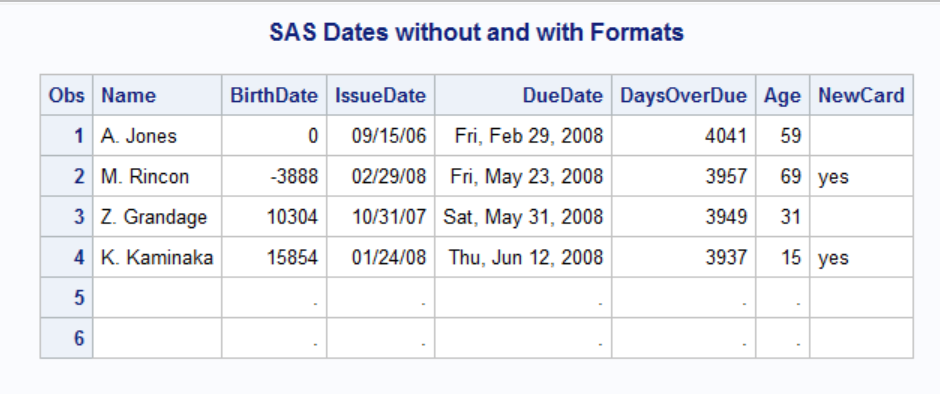 SAS Dates without and with Formats
Obs Name BirthDate IssueDate DueDate DaysOverDue Age NewCard
1 A. Jones 0 09/15/06 Fri, Feb 29, 2008 4041 59
2 M. Rincon -3888 02/29/08 Fri, May 23, 2008 3957 69 yes
3 Z. Grandage 10304 10/31/07 Sat, May 31, 2008 3949 31
4 K. Kaminaka 15854 01/24/08 Thu, Jun 12, 2008 3937 15 yes
5 . . . . .
6 . . . . .